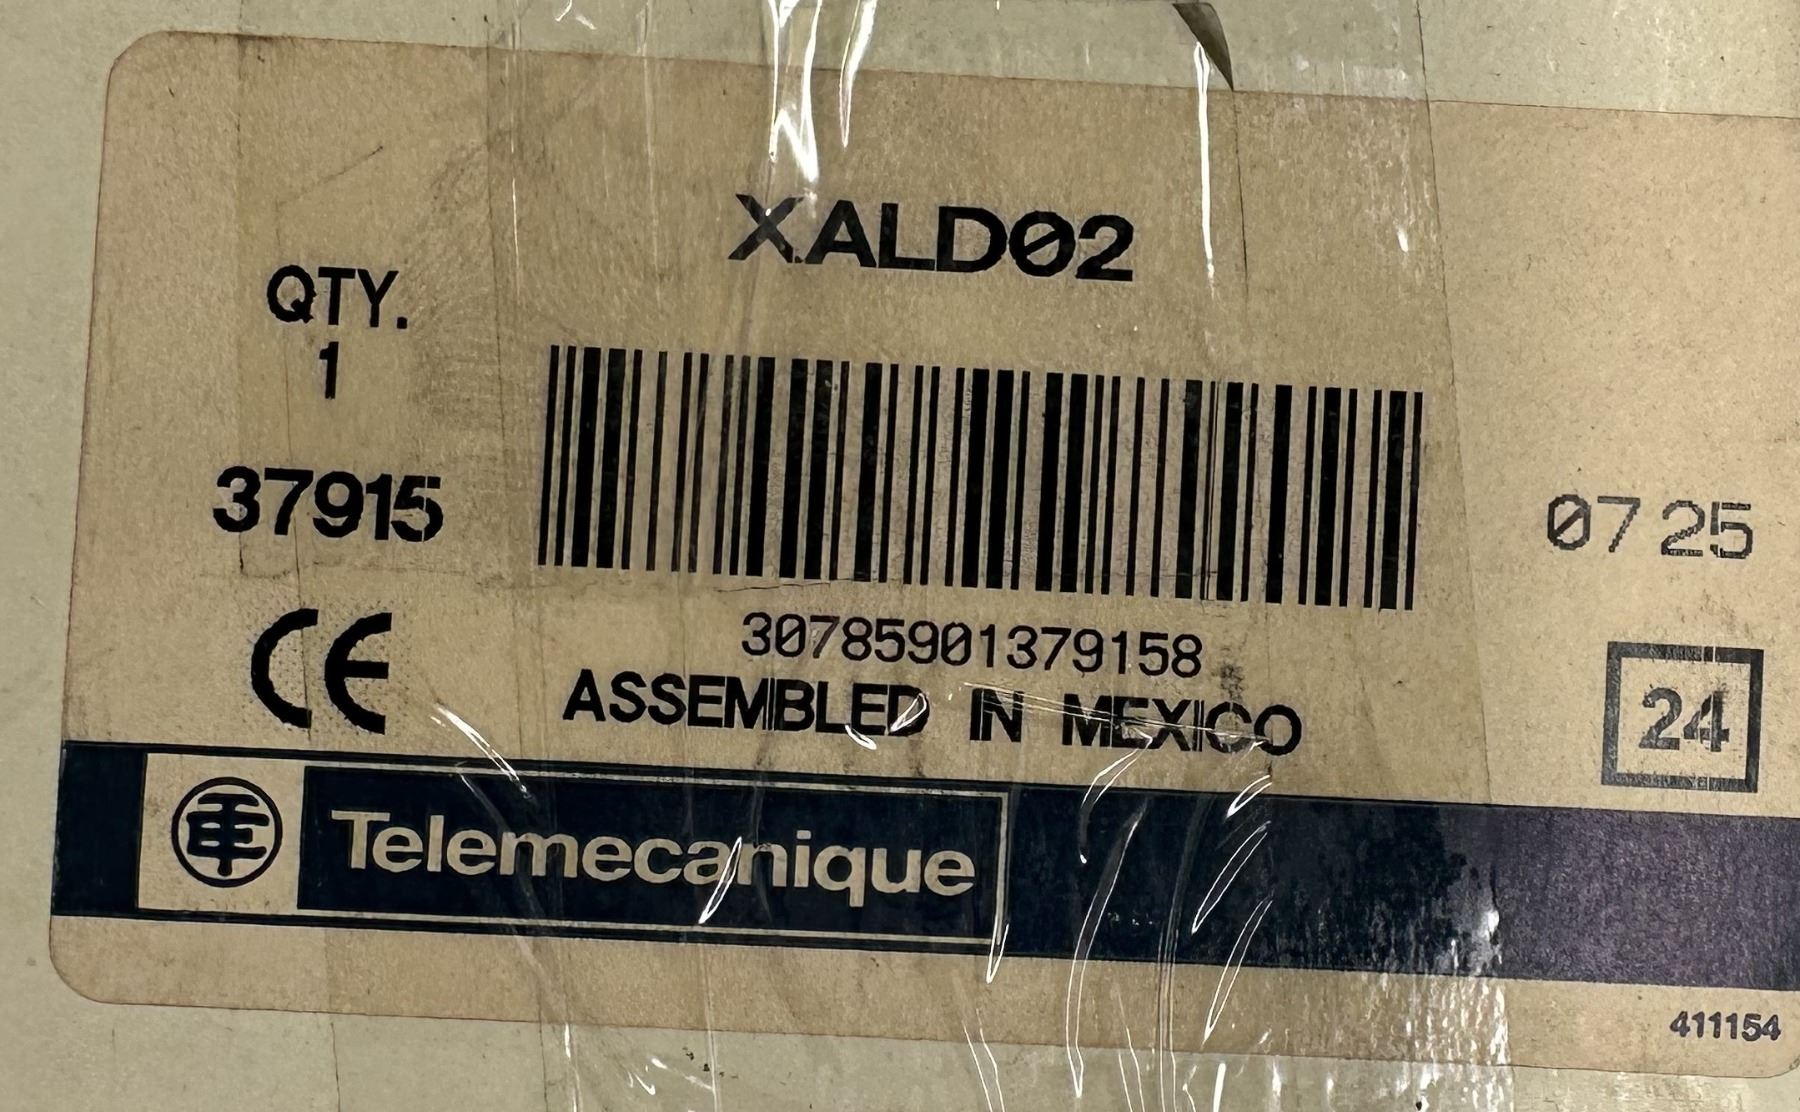 XALD02
QTY.
1
37915
07 25
30785901379158
ASSEMBLED IN MEXICO
CE
24
Telemecanique
411154